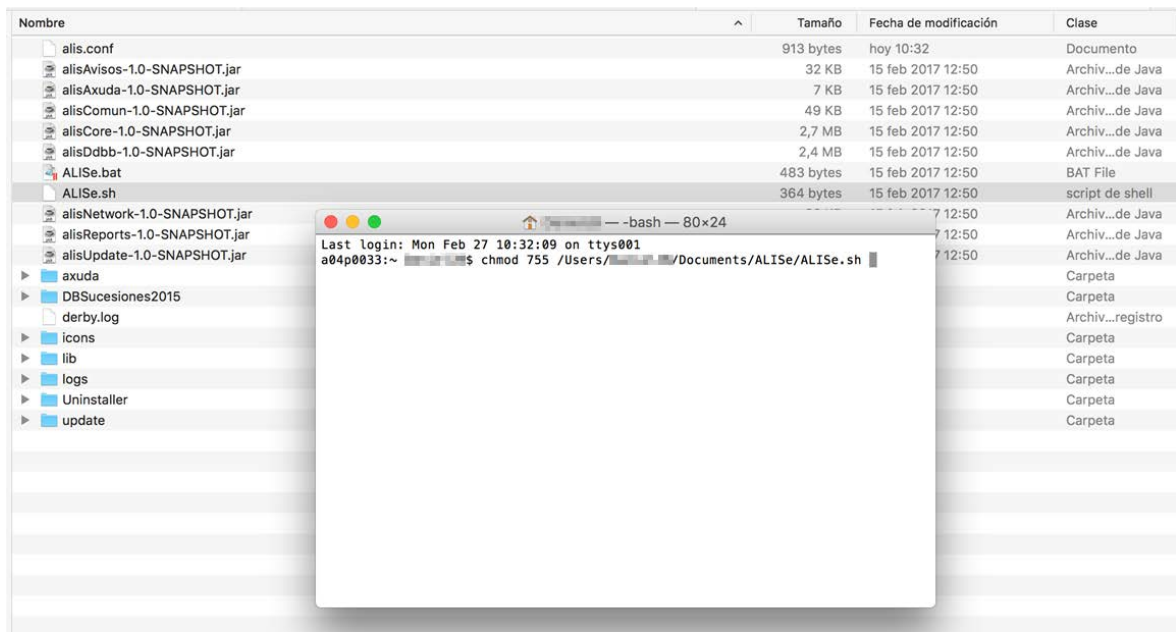 Nombre Tamaño Fecha de modificación Clase
alis.conf 913 bytes hoy 10:32 Documento
alisAvisos-1.0-SNAPSHOT.jar 32 KB 15 feb 2017 12:50 Archiv...de Java
alisAxuda-1.0-SNAPSHOT.jar 7 KB 15 feb 2017 12:50 Archiv...de Java
alisComun-1.0-SNAPSHOT.jar 49 KB 15 feb 2017 12:50 Archiv...de Java
alisCore-1.0-SNAPSHOT.jar 2,7 MB 15 feb 2017 12:50 Archiv...de Java
alisDdbb-1.0-SNAPSHOT.jar 2,4 MB 15 feb 2017 12:50 Archiv...de Java
ALISe.bat 483 bytes 15 feb 2017 12:50 BAT File
ALISe.sh 364 bytes 15 feb 2017 12:50 script de shell
alisNetwork-1.0-SNAPSHOT.jar Archiv...de Java
alisReports-1.0-SNAPSHOT.jar 12:50 Archiv...de Java
alisUpdate-1.0-SNAPSHOT.jar 12:50 Archiv...de Java
axuda Carpeta
DBSucesiones2015 Carpeta
derby.log Archiv...registro
icons Carpeta
lib Carpeta
logs Carpeta
Uninstaller Carpeta
update Carpeta
— -bash — 80×24
Last login: Mon Feb 27 10:32:09 on ttys001
a04p0033:~ $ chmod 755 /Users/ /Documents/ALISe/ALISe.sh